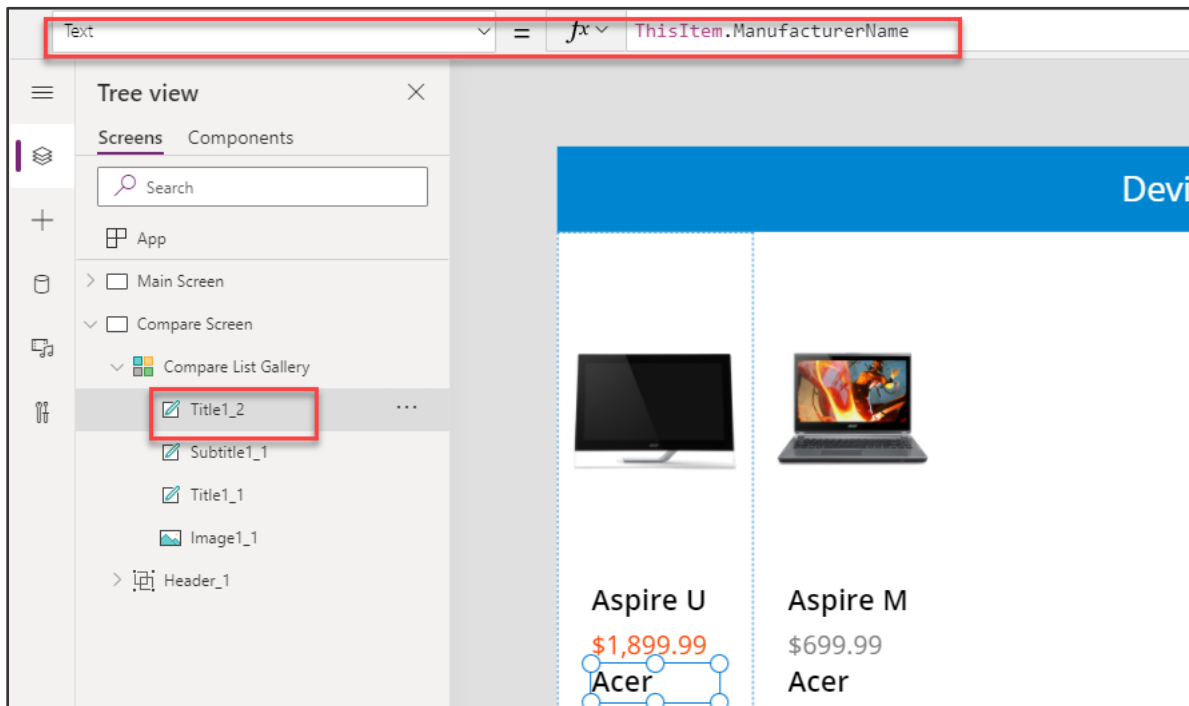 Text = fx ThisItem.ManufacturerName
Tree view
Screens Components
Search
App
Main Screen
Compare Screen
Compare List Gallery
Title1_2
Subtitle1_1
Title1_1
Image1_1
Header_1
Devi
Aspire U Aspire M
$1,899.99 $699.99
Acer Acer